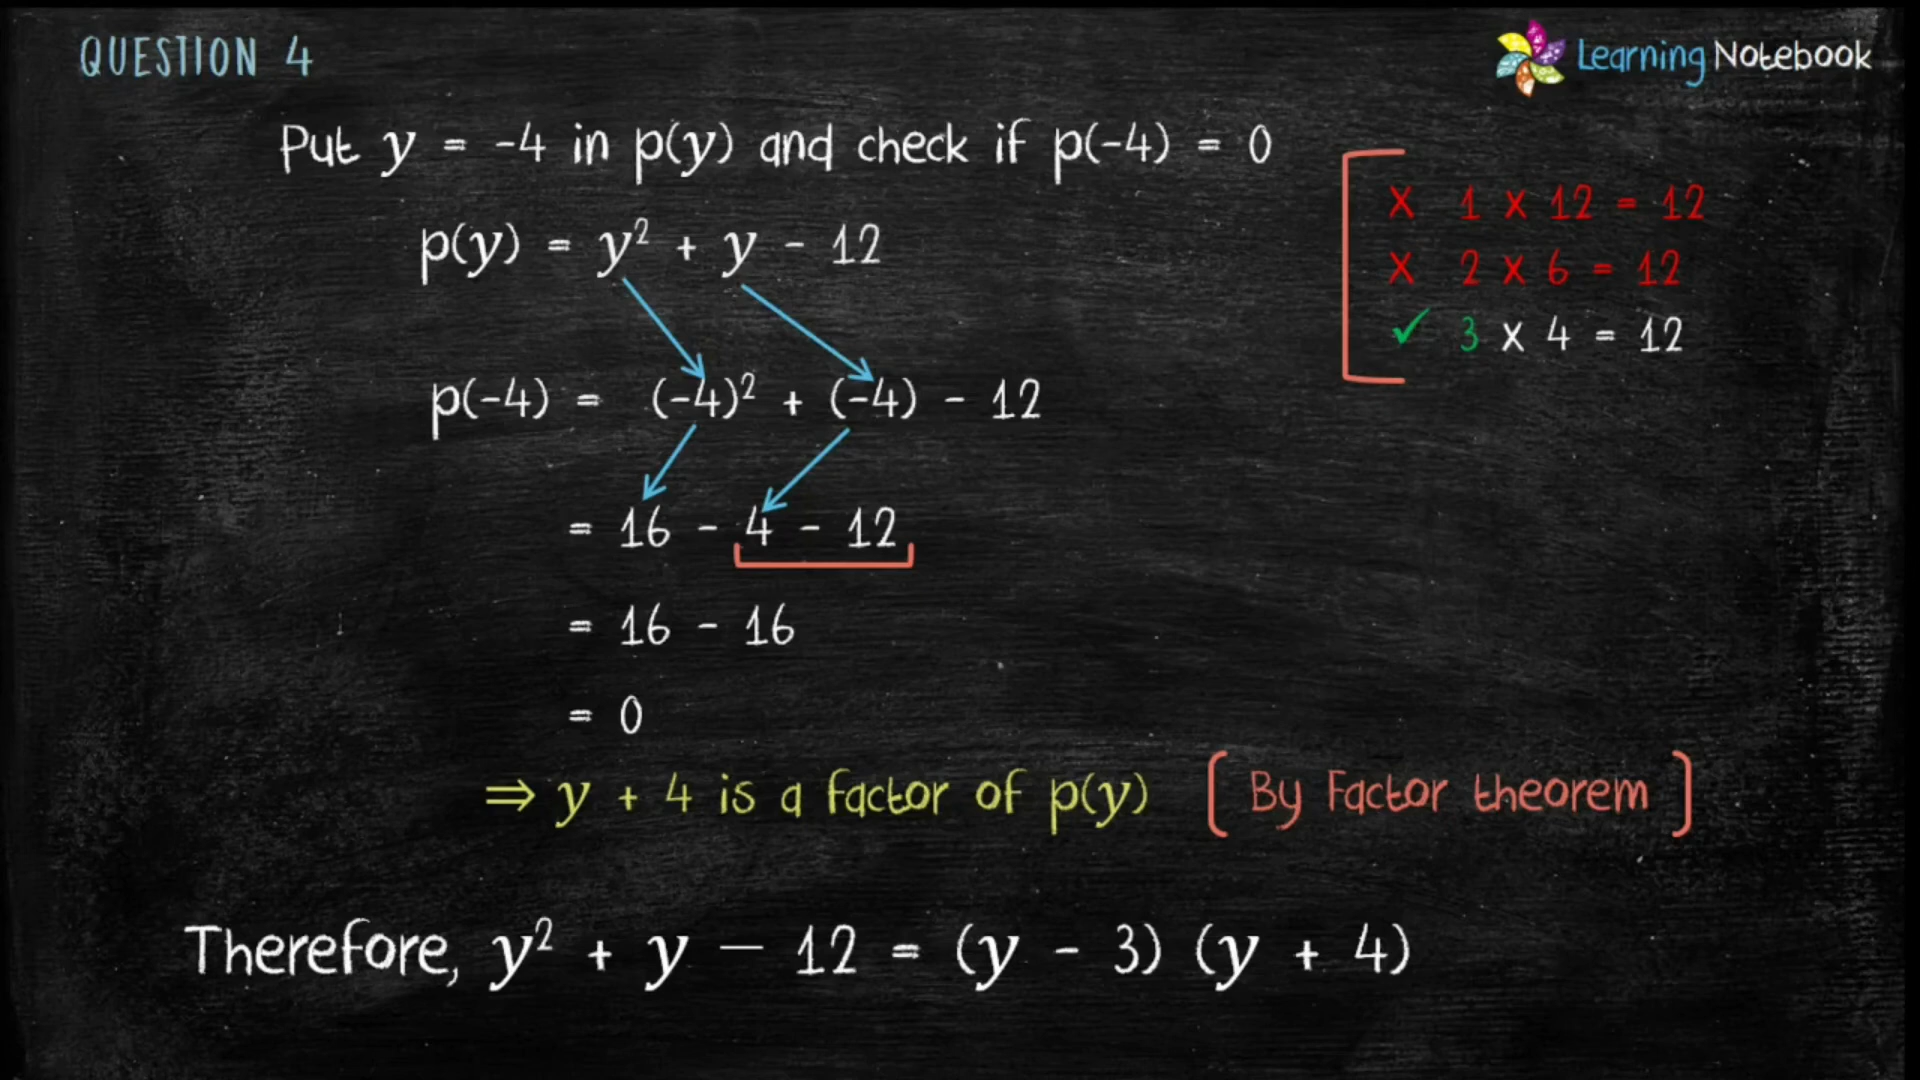 QUESTION 4
Learning Notebook
Put y = -4 in p(y) and check if p(-4) = 0
p(y) = y² + y - 12
p(-4) = (-4)² + (-4) - 12
= 16 - 4 - 12
= 16 - 16
= 0
⇒ y + 4 is a factor of p(y) [ By Factor theorem ]
Therefore, y² + y — 12 = (y - 3) (y + 4)
X 1 x 12 = 12
X 2 x 6 = 12
✓ 3 x 4 = 12